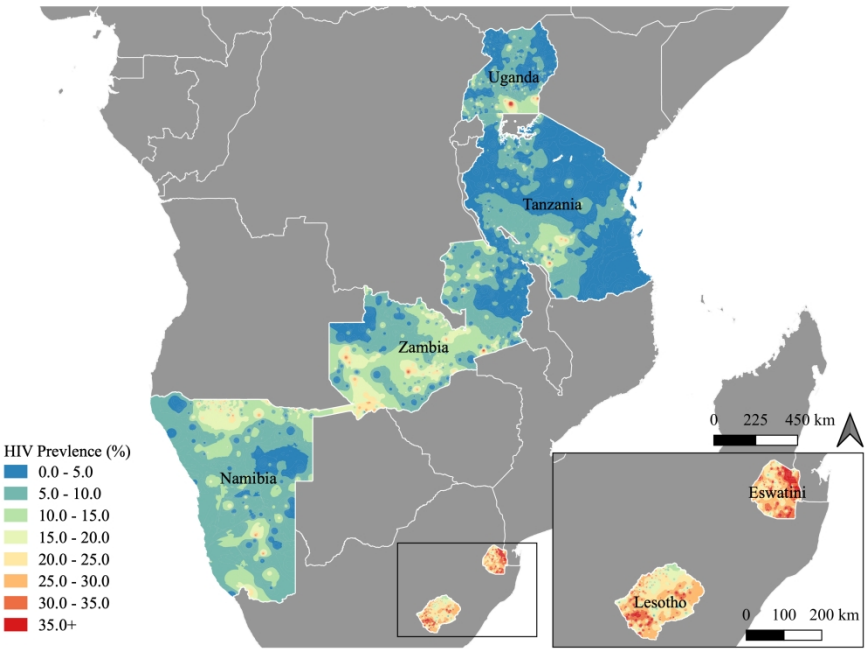 Uganda
Tanzania
Zambia
Namibia
HIV Prevlence (%)
0.0 - 5.0
5.0 - 10.0
10.0 - 15.0
15.0 - 20.0
20.0 - 25.0
25.0 - 30.0
30.0 - 35.0
35.0+
0 225 450 km
Eswatini
Lesotho
0 100 200 km